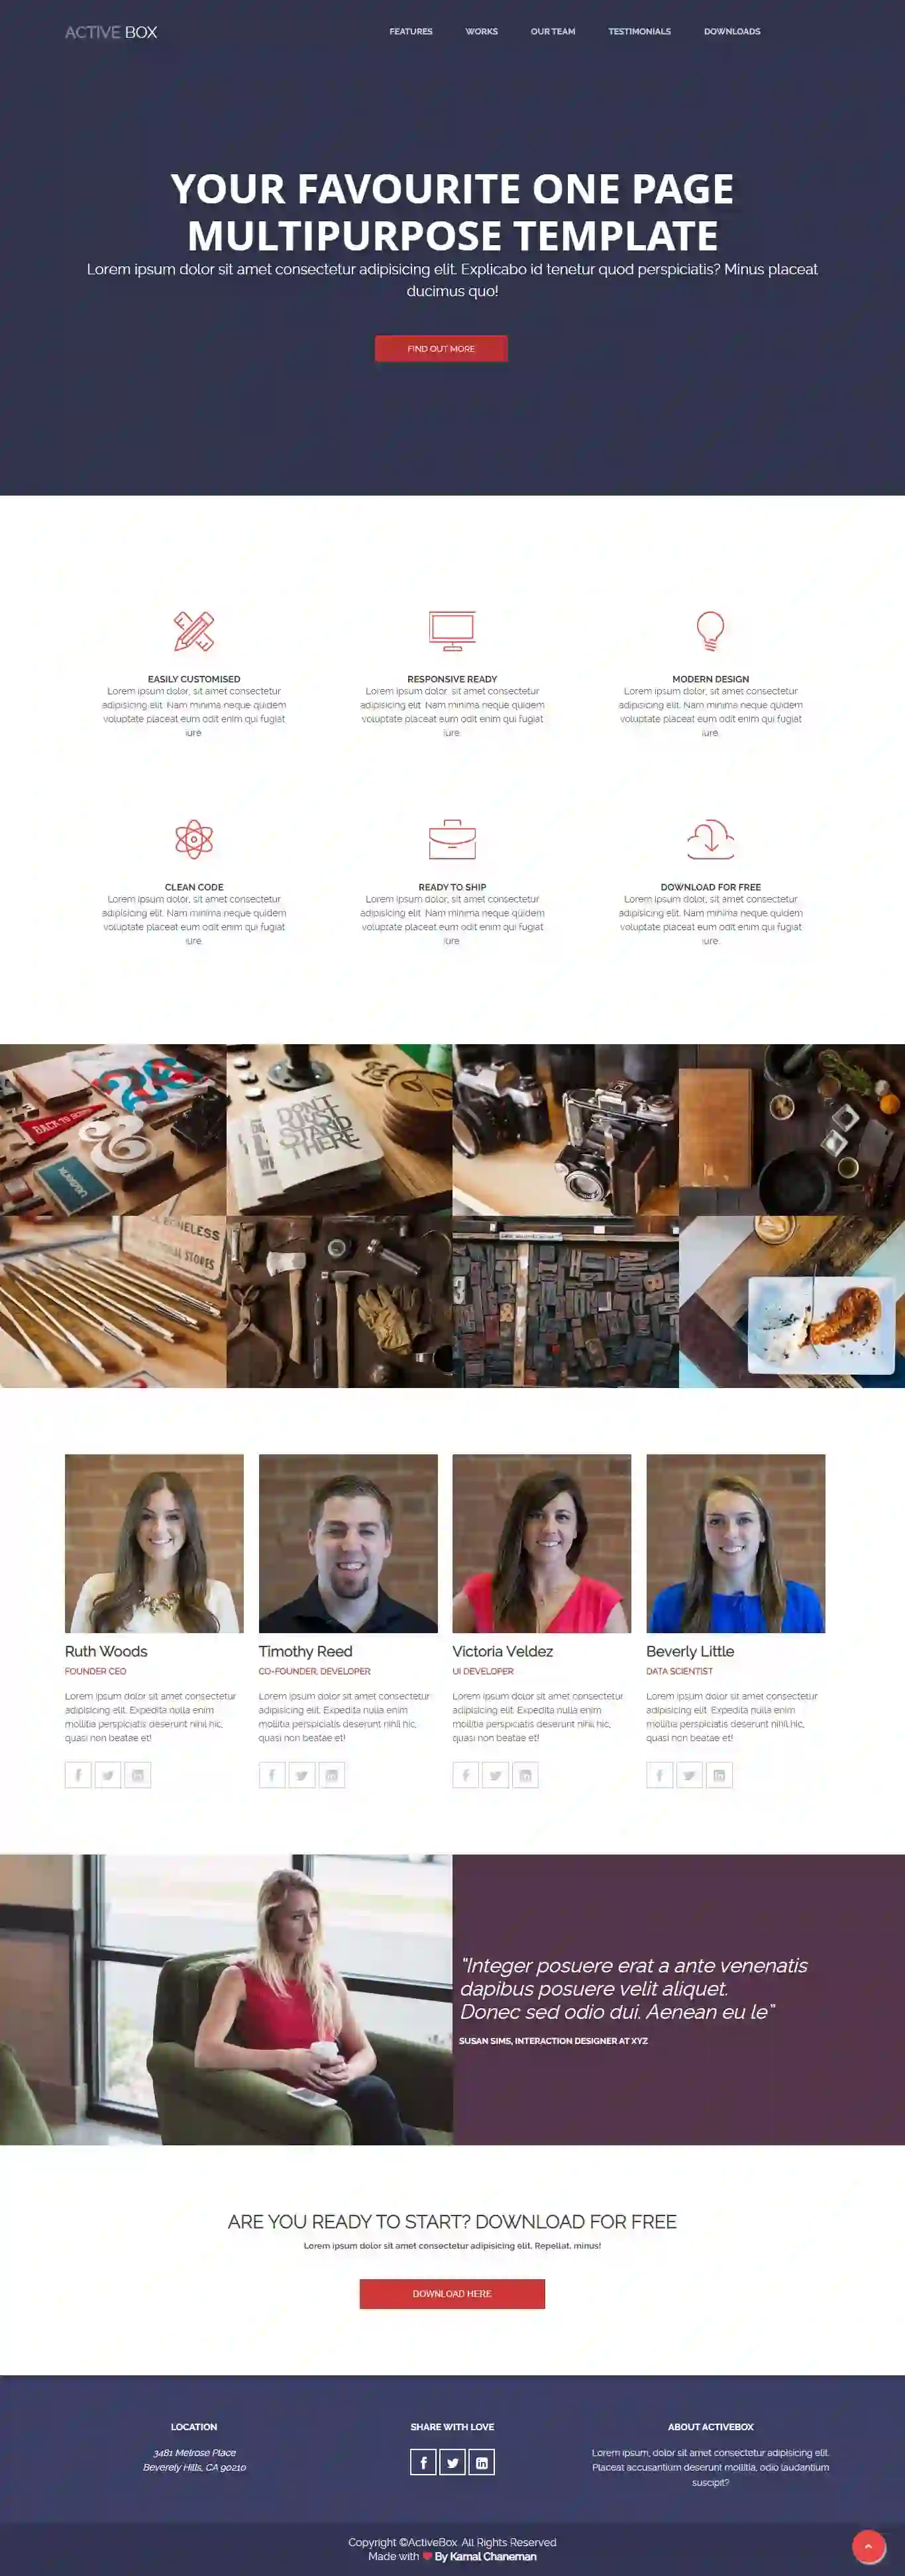 ACTIVE BOX
FEATURES WORKS OUR TEAM TESTIMONIALS DOWNLOADS
YOUR FAVOURITE ONE PAGE
MULTIPURPOSE TEMPLATE
Lorem ipsum dolor sit amet consectetur adipisicing elit. Explicabo id tenetur quod perspiciatis? Minus placeat
ducimus quo!
FIND OUT MORE
EASILY CUSTOMISED
Lorem ipsum dolor, sit amet consectetur
adipisicing elit. Nam minima neque quidem
voluptate placeat eum odit enim qui fugiat
iure.
RESPONSIVE READY
Lorem ipsum dolor, sit amet consectetur
adipisicing elit. Nam minima neque quidem
voluptate placeat eum odit enim qui fugiat
iure.
MODERN DESIGN
Lorem ipsum dolor, sit amet consectetur
adipisicing elit. Nam minima neque quidem
voluptate placeat eum odit enim qui fugiat
iure.
CLEAN CODE
Lorem ipsum dolor, sit amet consectetur
adipisicing elit. Nam minima neque quidem
voluptate placeat eum odit enim qui fugiat
iure.
READY TO SHIP
Lorem ipsum dolor, sit amet consectetur
adipisicing elit. Nam minima neque quidem
voluptate placeat eum odit enim qui fugiat
iure.
DOWNLOAD FOR FREE
Lorem ipsum dolor, sit amet consectetur
adipisicing elit. Nam minima neque quidem
voluptate placeat eum odit enim qui fugiat
iure.
BACK TO
DON'T
JUST
STAND
THERE
Ruth Woods
FOUNDER CEO
Lorem ipsum dolor sit amet consectetur
adipisicing elit. Expedita nulla enim
mollitia perspiciatis deserunt nihil hic,
quasi non beatae et!
Timothy Reed
CO-FOUNDER, DEVELOPER
Lorem ipsum dolor sit amet consectetur
adipisicing elit. Expedita nulla enim
mollitia perspiciatis deserunt nihil hic,
quasi non beatae et!
Victoria Veldez
UI DEVELOPER
Lorem ipsum dolor sit amet consectetur
adipisicing elit. Expedita nulla enim
mollitia perspiciatis deserunt nihil hic,
quasi non beatae et!
Beverly Little
DATA SCIENTIST
Lorem ipsum dolor sit amet consectetur
adipisicing elit. Expedita nulla enim
mollitia perspiciatis deserunt nihil hic,
quasi non beatae et!
"Integer posuere erat a ante venenatis
dapibus posuere velit aliquet.
Donec sed odio dui. Aenean eu le"
SUSAN SIMS, INTERACTION DESIGNER AT XYZ
ARE YOU READY TO START? DOWNLOAD FOR FREE
Lorem ipsum dolor sit amet consectetur adipisicing elit. Repellat, minus!
DOWNLOAD HERE
LOCATION
3481 Melrose Place
Beverely Hills, CA 90210
SHARE WITH LOVE
ABOUT ACTIVEBOX
Lorem ipsum, dolor sit amet consectetur adipisicing elit.
Placeat accusantium deserunt mollitia, odio laudantium
suscipit?
Copyright ©ActiveBox. All Rights Reserved
Made with ❤ By Kamal Chaneman